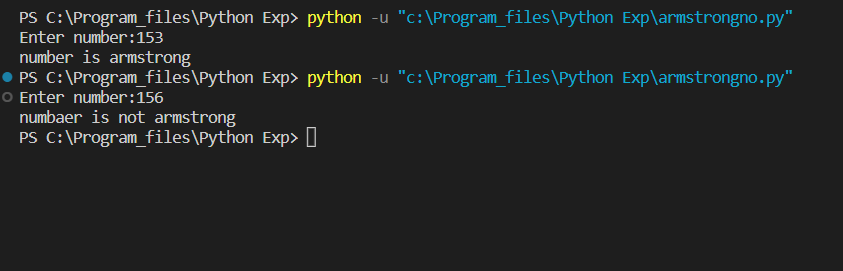 PS C:\Program_files\Python Exp> python -u "c:\Program_files\Python Exp\armstrongno.py"
Enter number:153
number is armstrong
PS C:\Program_files\Python Exp> python -u "c:\Program_files\Python Exp\armstrongno.py"
Enter number:156
numbaer is not armstrong
PS C:\Program_files\Python Exp>